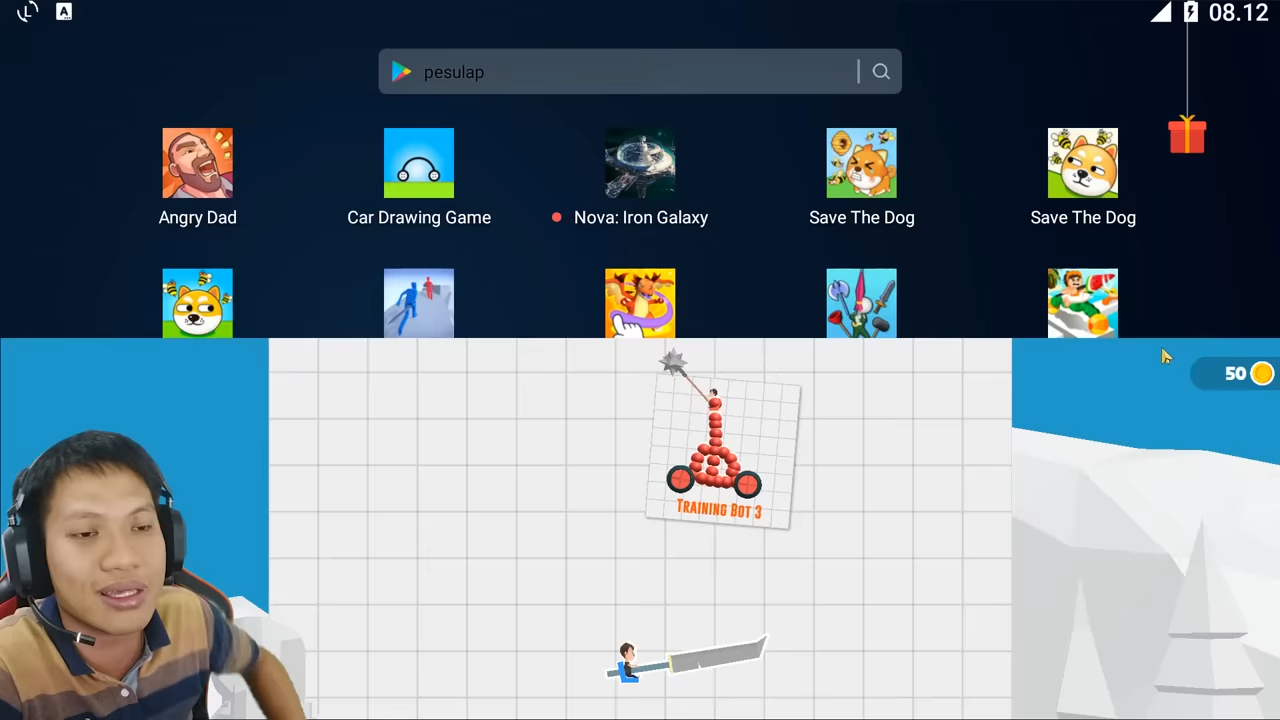 A
08.12
pesulap
Angry Dad
Car Drawing Game
Nova: Iron Galaxy
Save The Dog
Save The Dog
50
TRAINING BOT 3